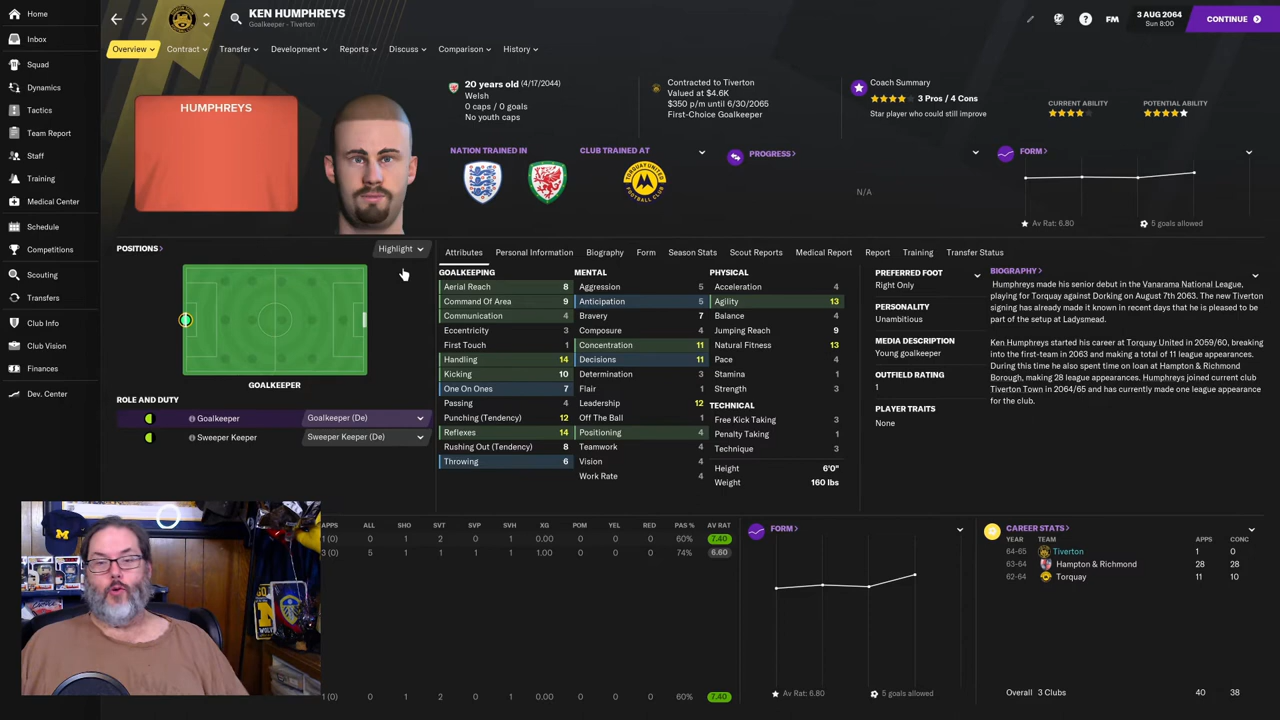 Home
KEN HUMPHREYS
Goalkeeper - Tiverton
FM
3 AUG 2064
Sun 8:00
CONTINUE
Inbox
Overview
Contract
Transfer
Development
Reports
Discuss
Comparison
History
Squad
Dynamics
Tactics
Team Report
Staff
Training
Medical Center
Schedule
Competitions
Scouting
Transfers
Club Info
Club Vision
Finances
Dev. Center
HUMPHREYS
20 years old (4/17/2044)
Welsh
0 caps / 0 goals
No youth caps
Contracted to Tiverton
Valued at $4.6K
$350 p/m until 6/30/2065
First-Choice Goalkeeper
Coach Summary
3 Pros / 4 Cons
Star player who could still improve
CURRENT ABILITY
POTENTIAL ABILITY
NATION TRAINED IN
CLUB TRAINED AT
PROGRESS
N/A
FORM
Av Rat: 6.80
5 goals allowed
POSITIONS
Highlight
GOALKEEPER
ROLE AND DUTY
Goalkeeper
Goalkeeper (De)
Sweeper Keeper
Sweeper Keeper (De)
Attributes
Personal Information
Biography
Form
Season Stats
Scout Reports
Medical Report
Report
Training
Transfer Status
GOALKEEPING
Aerial Reach 8
Command Of Area 9
Communication 4
Eccentricity 3
First Touch 1
Handling 14
Kicking 10
One On Ones 7
Passing 4
Punching (Tendency) 12
Reflexes 14
Rushing Out (Tendency) 8
Throwing 6
MENTAL
Aggression 5
Anticipation 5
Bravery 7
Composure 4
Concentration 11
Decisions 11
Determination 3
Flair 1
Leadership 12
Off The Ball 1
Positioning 4
Teamwork 4
Vision 4
Work Rate 4
PHYSICAL
Acceleration 4
Agility 13
Balance 4
Jumping Reach 9
Natural Fitness 13
Pace 4
Stamina 1
Strength 3
TECHNICAL
Free Kick Taking 3
Penalty Taking 1
Technique 3
Height 6'0"
Weight 160 lbs
PREFERRED FOOT
Right Only
PERSONALITY
Unambitious
MEDIA DESCRIPTION
Young goalkeeper
OUTFIELD RATING
1
PLAYER TRAITS
None
BIOGRAPHY
Humphreys made his senior debut in the Vanarama National League,
playing for Torquay against Dorking on August 7th 2063. The new Tiverton
signing has already made it known in recent days that he is pleased to be
part of the setup at Ladysmead.
Ken Humphreys started his career at Torquay United in 2059/60, breaking
into the first-team in 2063 and making a total of 11 league appearances.
During this time he also spent time on loan at Hampton & Richmond
Borough, making 28 league appearances. Humphreys joined current club
Tiverton Town in 2064/65 and has currently made one league appearance
for the club.
APPS ALL SHO SVT SVP SVH XG POM YEL RED PAS % AV RAT
1 (0) 0 1 2 0 1 0.00 0 0 0 60% 7.40
3 (0) 5 1 1 1 1 1.00 0 0 0 74% 6.60
1 (0) 0 1 2 0 1 0.00 0 0 0 60% 7.40
FORM
Av Rat: 6.80
5 goals allowed
CAREER STATS
YEAR TEAM APPS CONC
64-65 Tiverton 1 0
63-64 Hampton & Richmond 28 28
62-64 Torquay 11 10
Overall 3 Clubs 40 38